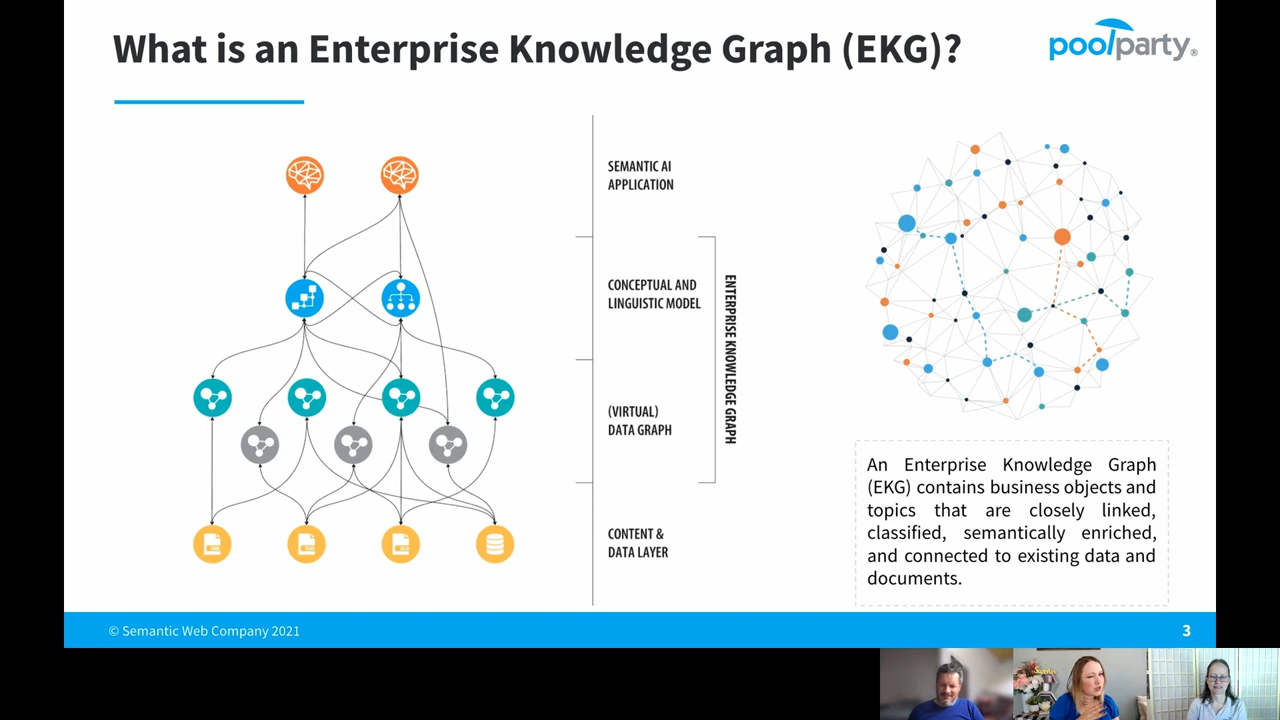 What is an Enterprise Knowledge Graph (EKG)?
poolparty®
SEMANTIC AI
APPLICATION
CONCEPTUAL AND
LINGUISTIC MODEL
(VIRTUAL)
DATA GRAPH
CONTENT &
DATA LAYER
ENTERPRISE KNOWLEDGE GRAPH
An Enterprise Knowledge Graph
(EKG) contains business objects and
topics that are closely linked,
classified, semantically enriched,
and connected to existing data and
documents.
© Semantic Web Company 2021
3